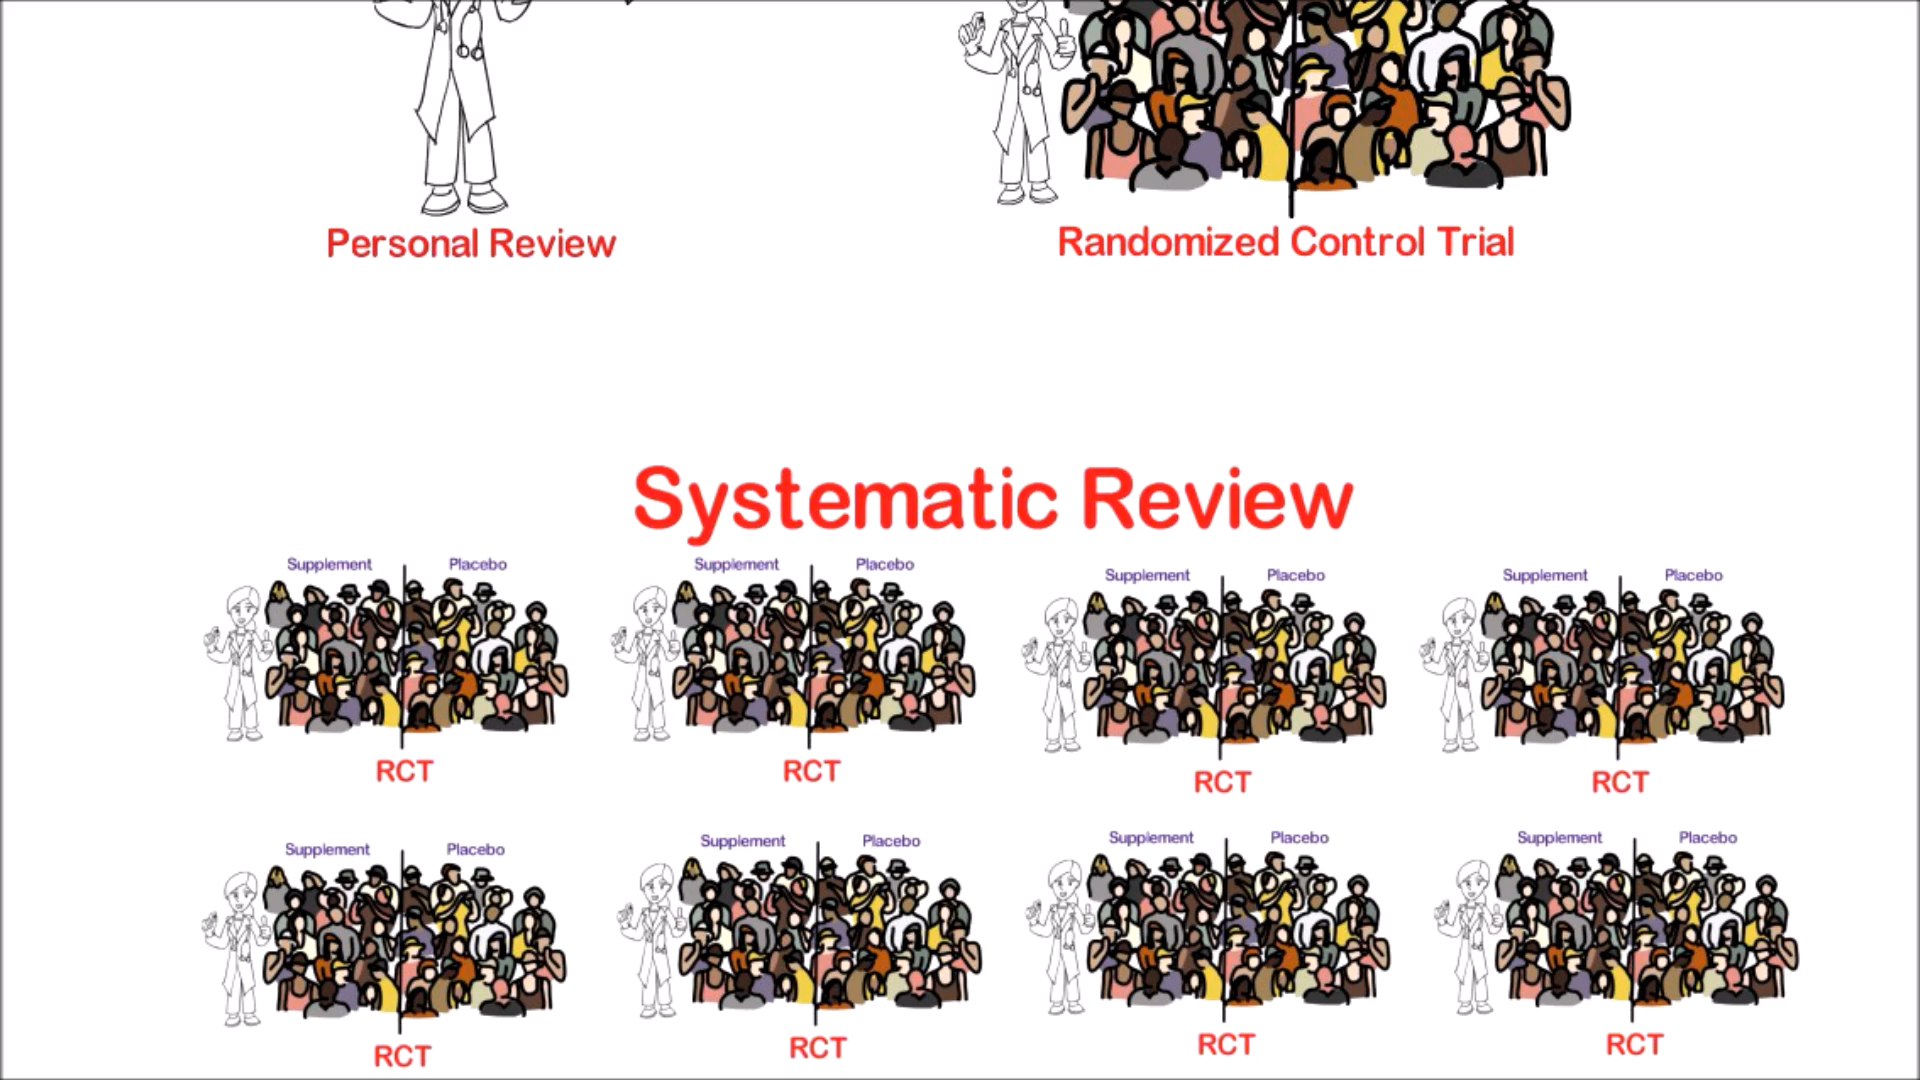 Personal Review
Randomized Control Trial
Systematic Review
Supplement Placebo
Supplement Placebo
Supplement Placebo
Supplement Placebo
RCT
RCT
RCT
RCT
Supplement Placebo
Supplement Placebo
Supplement Placebo
Supplement Placebo
RCT
RCT
RCT
RCT